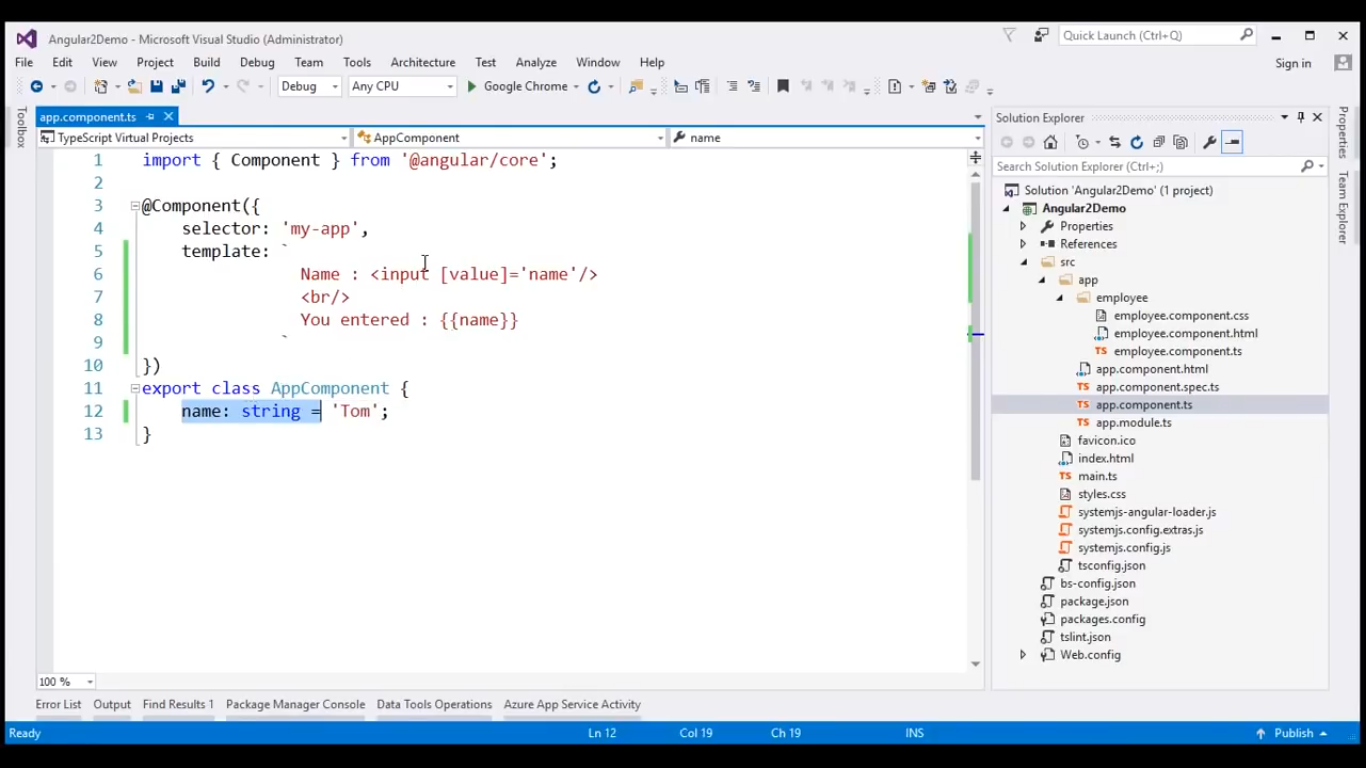 Angular2Demo - Microsoft Visual Studio (Administrator)
Quick Launch (Ctrl+Q)
File Edit View Project Build Debug Team Tools Architecture Test Analyze Window Help
Sign in
Debug Any CPU Google Chrome
Toolbox
app.component.ts
TypeScript Virtual Projects AppComponent name
1 import { Component } from '@angular/core';
2
3 @Component({
4 selector: 'my-app',
5 template: `
6 Name : <input [value]='name'/>
7 <br/>
8 You entered : {{name}}
9 `
10 })
11 export class AppComponent {
12 name: string = 'Tom';
13 }
100 %
Solution Explorer
Search Solution Explorer (Ctrl+;)
Solution 'Angular2Demo' (1 project)
Angular2Demo
Properties
References
src
app
employee
employee.component.css
employee.component.html
TS employee.component.ts
app.component.html
TS app.component.spec.ts
TS app.component.ts
TS app.module.ts
favicon.ico
index.html
TS main.ts
styles.css
systemjs-angular-loader.js
systemjs.config.extras.js
systemjs.config.js
tsconfig.json
bs-config.json
package.json
packages.config
tslint.json
Web.config
Properties
Team Explorer
Error List Output Find Results 1 Package Manager Console Data Tools Operations Azure App Service Activity
Ready Ln 12 Col 19 Ch 19 INS Publish